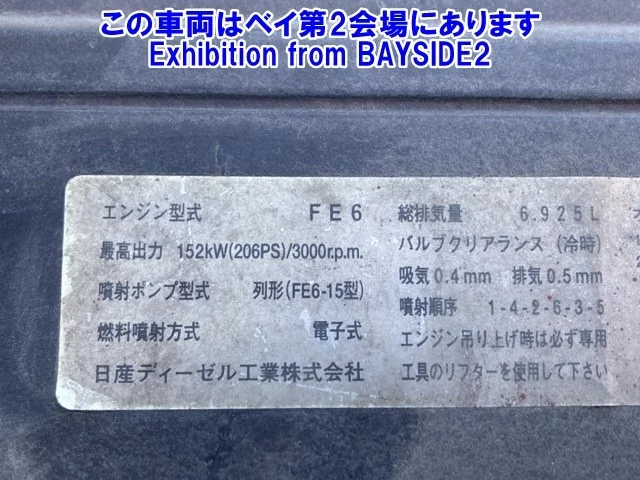 この車両はベイ第2会場にあります
Exhibition from BAYSIDE2
エンジン型式 FE6
最高出力 152kW(206PS)/3000r.p.m.
噴射ポンプ型式 列形(FE6-15型)
燃料噴射方式 電子式
日産ディーゼル工業株式会社
総排気量 6.925L
バルブクリアランス (冷時)
吸気0.4mm 排気0.5mm
噴射順序 1-4-2-6-3-5
エンジン吊り上げ時は必ず専用
工具のリフターを使用して下さい